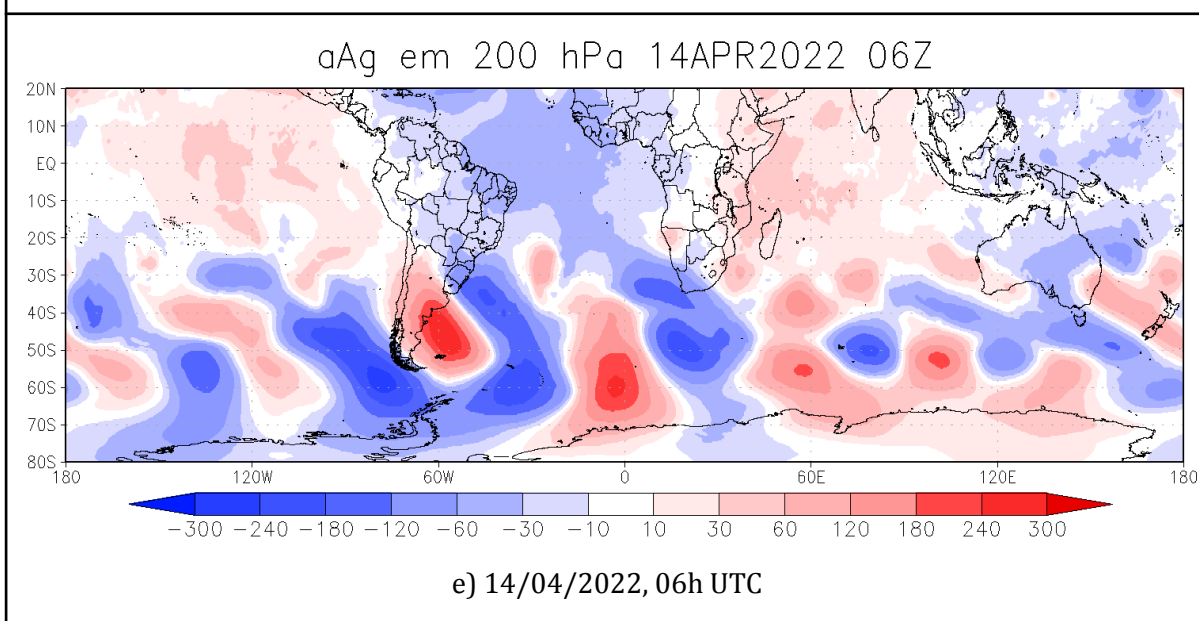 aAg em 200 hPa 14APR2022 06Z
20N
10N
EQ
10S
20S
30S
40S
50S
60S
70S
80S
180 120W 60W 0 60E 120E 180
−300 −240 −180 −120 −60 −30 −10 10 30 60 120 180 240 300
e) 14/04/2022, 06h UTC